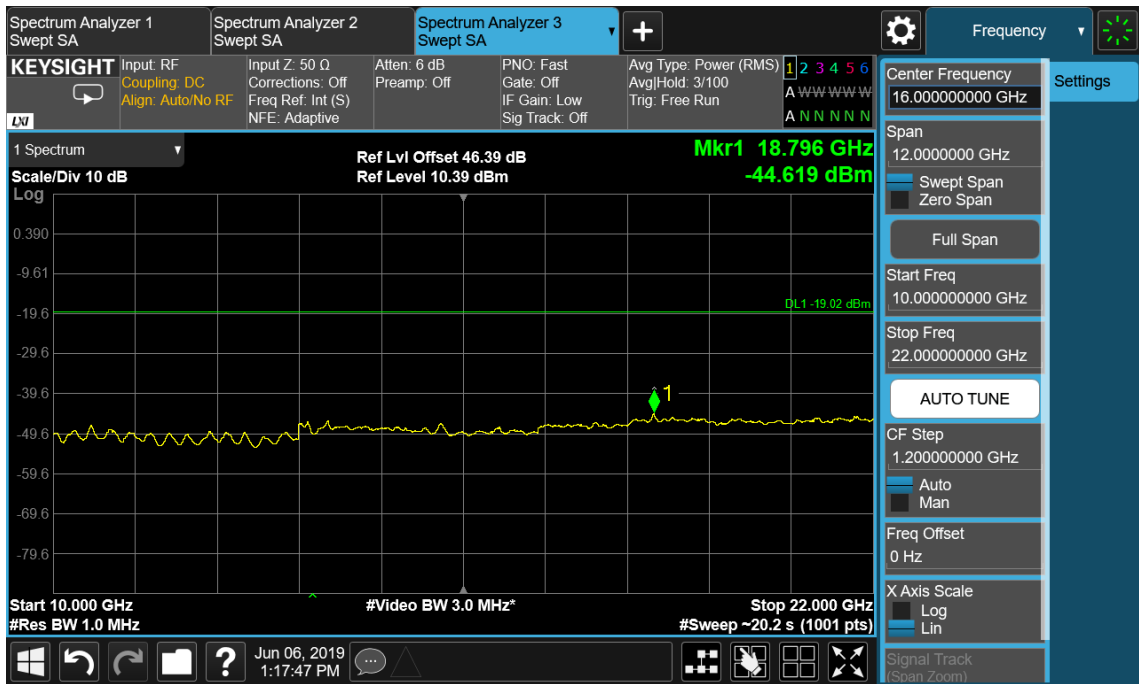 Spectrum Analyzer 1
Swept SA
Spectrum Analyzer 2
Swept SA
Spectrum Analyzer 3
Swept SA
Frequency
KEYSIGHT
LXI
Input: RF
Coupling: DC
Align: Auto/No RF
Input Z: 50 Ω
Corrections: Off
Freq Ref: Int (S)
NFE: Adaptive
Atten: 6 dB
Preamp: Off
PNO: Fast
Gate: Off
IF Gain: Low
Sig Track: Off
Avg Type: Power (RMS)
Avg|Hold: 3/100
Trig: Free Run
1 2 3 4 5 6
A W W W W W
A N N N N N
1 Spectrum
Scale/Div 10 dB
Ref Lvl Offset 46.39 dB
Ref Level 10.39 dBm
Mkr1 18.796 GHz
-44.619 dBm
Log
0.390
-9.61
-19.6
-29.6
-39.6
-49.6
-59.6
-69.6
-79.6
DL1 -19.02 dBm
1
Start 10.000 GHz
#Res BW 1.0 MHz
#Video BW 3.0 MHz*
Stop 22.000 GHz
#Sweep ~20.2 s (1001 pts)
Center Frequency
16.000000000 GHz
Span
12.0000000 GHz
Swept Span
Zero Span
Full Span
Start Freq
10.000000000 GHz
Stop Freq
22.000000000 GHz
AUTO TUNE
CF Step
1.200000000 GHz
Auto
Man
Freq Offset
0 Hz
X Axis Scale
Log
Lin
Signal Track
(Span Zoom)
Settings
?
Jun 06, 2019
1:17:47 PM